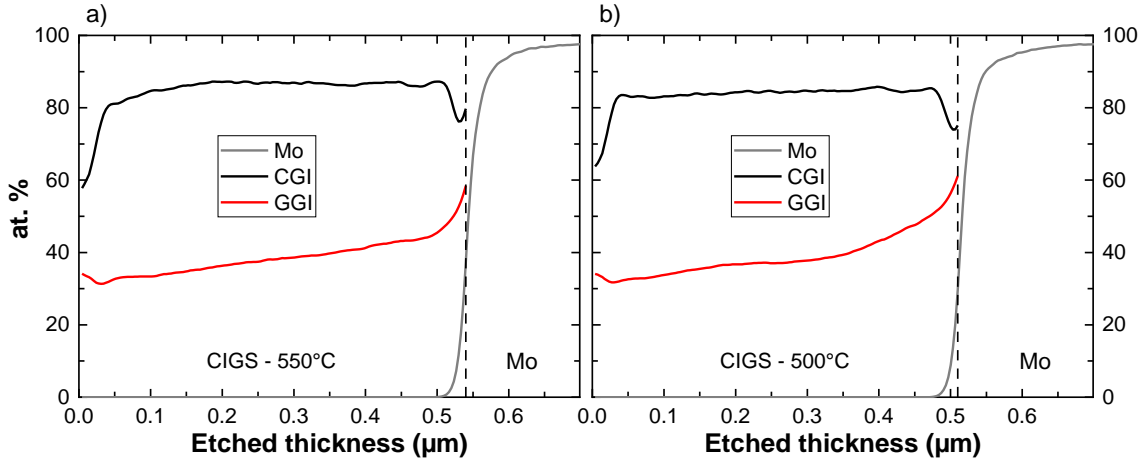 a)
b)
100
80
60
40
20
0
at. %
Mo
CGI
GGI
CIGS - 550°C
Mo
0.0 0.1 0.2 0.3 0.4 0.5 0.6
Etched thickness (µm)
Mo
CGI
GGI
CIGS - 500°C
Mo
0.0 0.1 0.2 0.3 0.4 0.5 0.6
Etched thickness (µm)
100
80
60
40
20
0